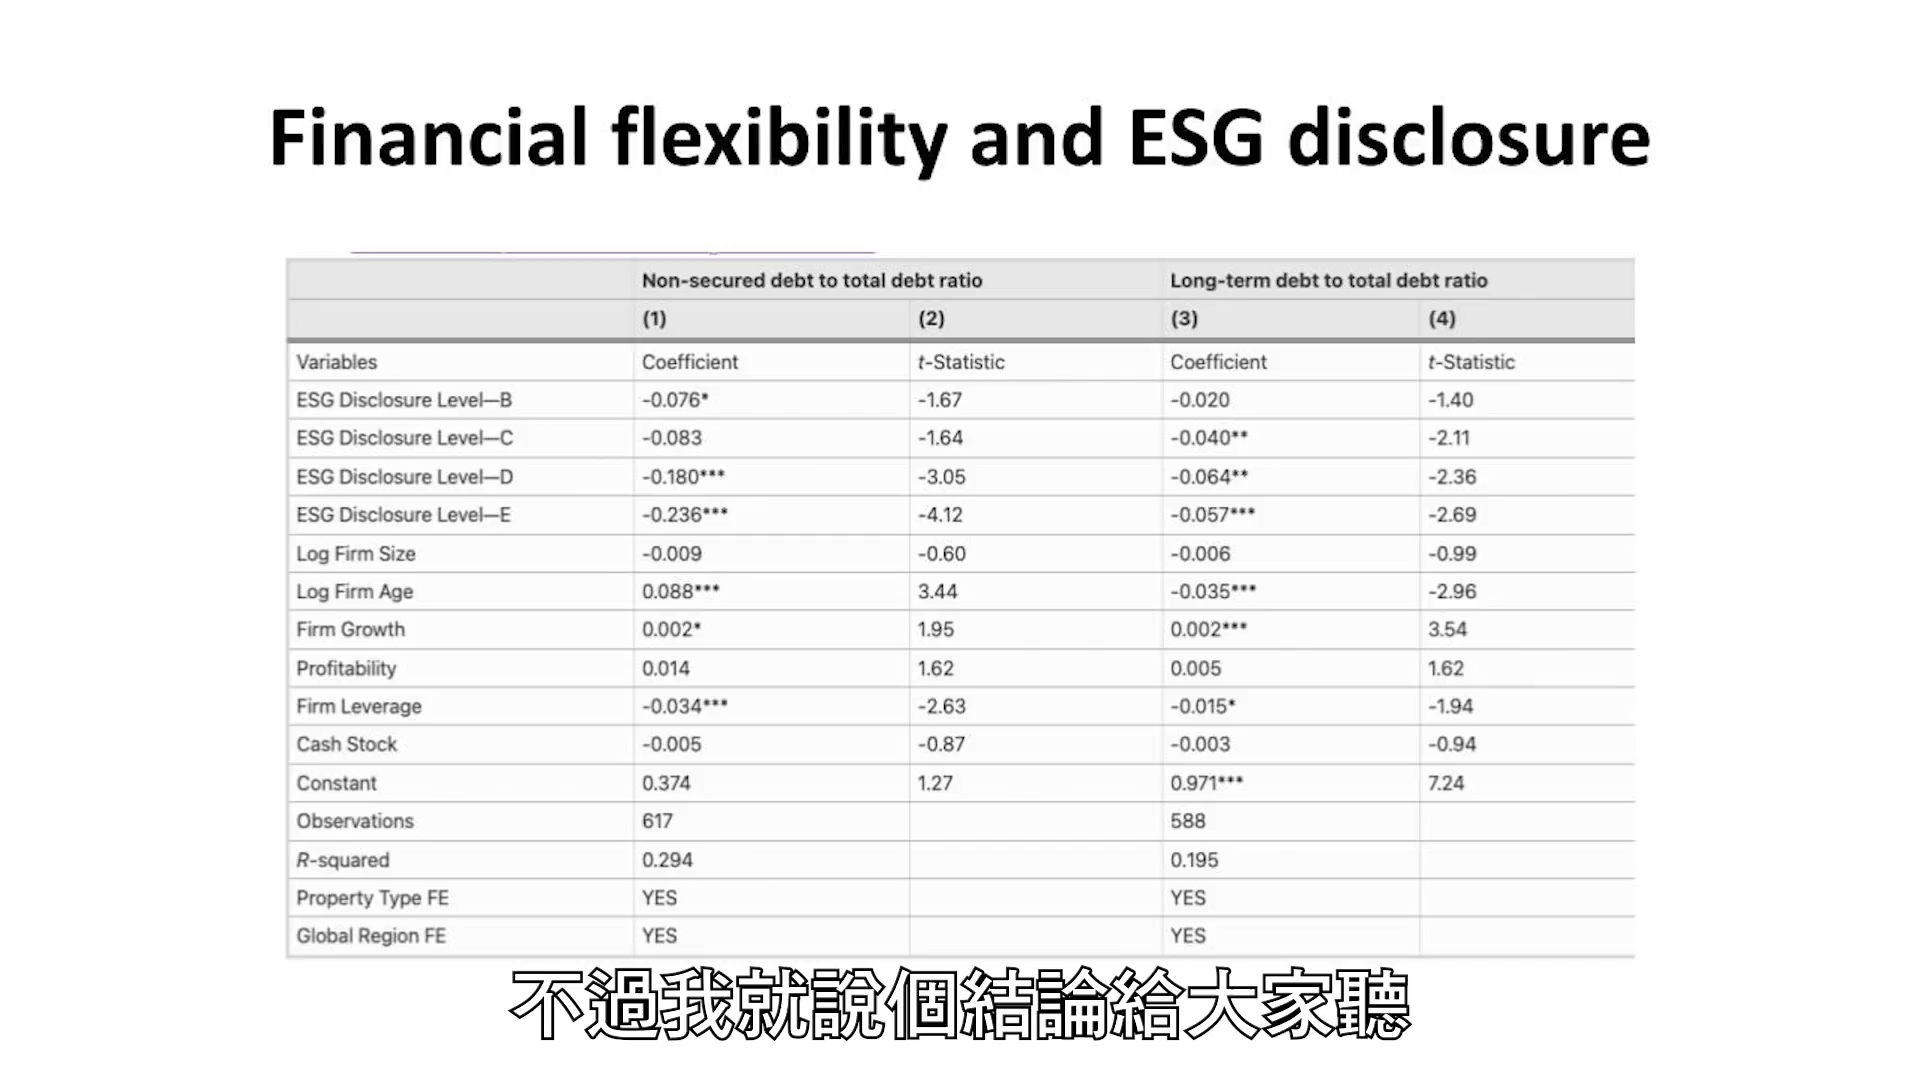 Financial flexibility and ESG disclosure
Non-secured debt to total debt ratio Long-term debt to total debt ratio
(1) (2) (3) (4)
Variables Coefficient t-Statistic Coefficient t-Statistic
ESG Disclosure Level—B -0.076* -1.67 -0.020 -1.40
ESG Disclosure Level—C -0.083 -1.64 -0.040** -2.11
ESG Disclosure Level—D -0.180*** -3.05 -0.064** -2.36
ESG Disclosure Level—E -0.236*** -4.12 -0.057*** -2.69
Log Firm Size -0.009 -0.60 -0.006 -0.99
Log Firm Age 0.088*** 3.44 -0.035*** -2.96
Firm Growth 0.002* 1.95 0.002*** 3.54
Profitability 0.014 1.62 0.005 1.62
Firm Leverage -0.034*** -2.63 -0.015* -1.94
Cash Stock -0.005 -0.87 -0.003 -0.94
Constant 0.374 1.27 0.971*** 7.24
Observations 617 588
R-squared 0.294 0.195
Property Type FE YES YES
Global Region FE YES YES
不過我就說個結論給大家聽